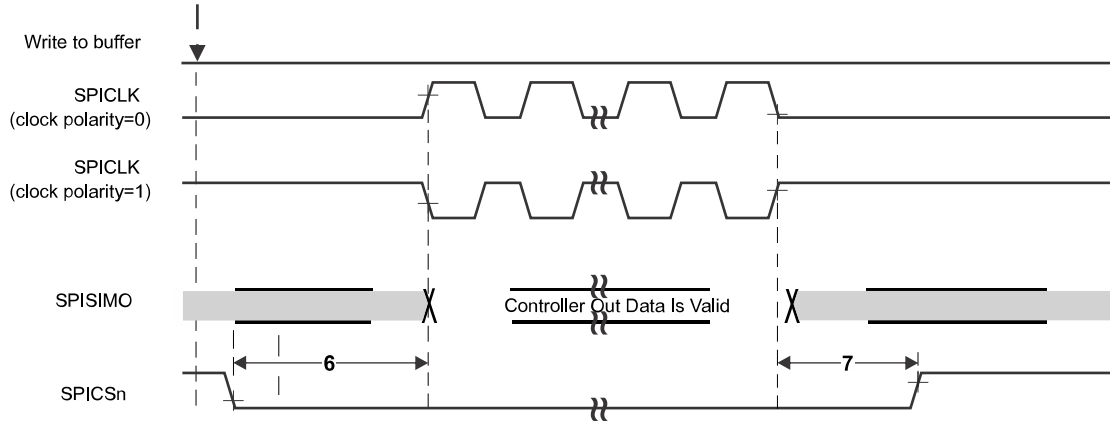 Write to buffer
SPICLK
(clock polarity=0)
SPICLK
(clock polarity=1)
SPISIMO
Controller Out Data Is Valid
6
7
SPICSn